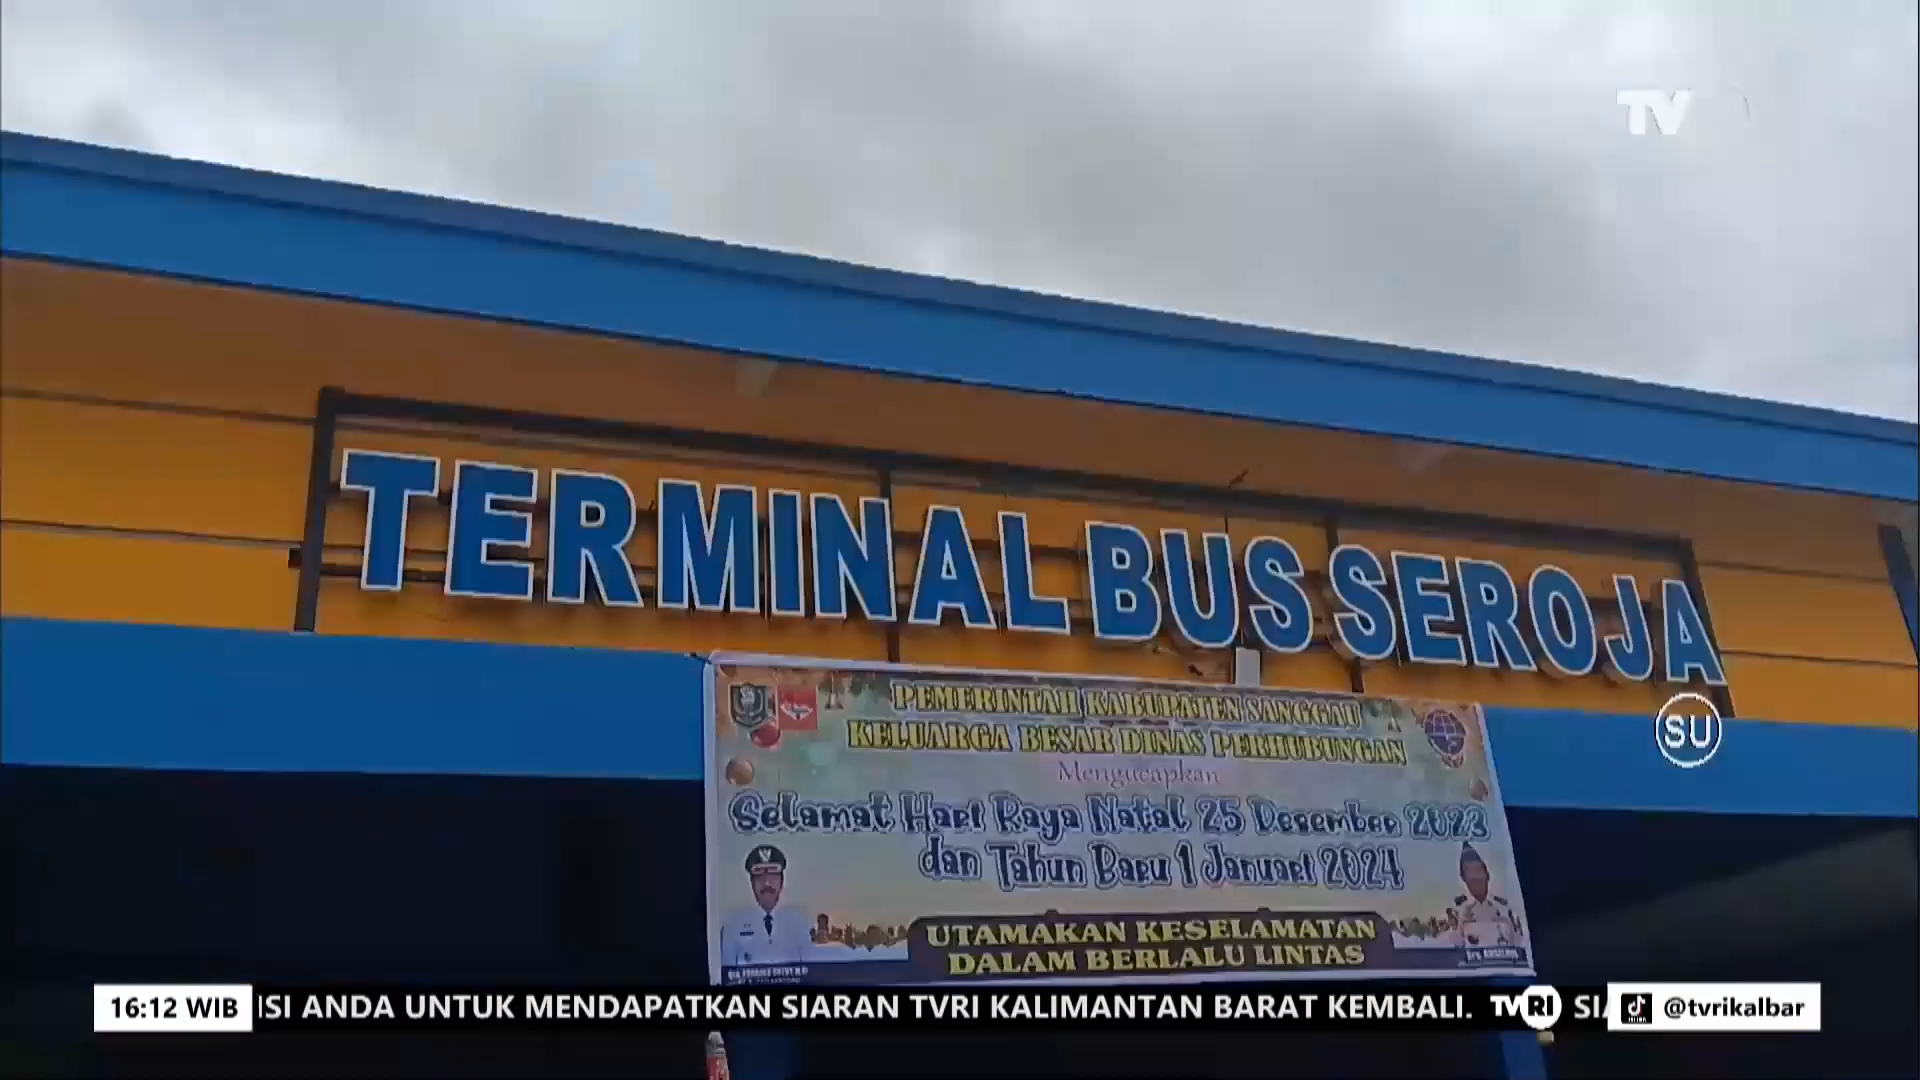 TV
TERMINAL BUS SEROJA
SU
PEMERINTAH KABUPATEN SANGGAU
KELUARGA BESAR DINAS PERHUBUNGAN
Mengucapkan
Selamat Hari Raya Natal 25 Desember 2023
dan Tahun Baru 1 Januari 2024
UTAMAKAN KESELAMATAN
DALAM BERLALU LINTAS
16:12 WIB
ISI ANDA UNTUK MENDAPATKAN SIARAN TVRI KALIMANTAN BARAT KEMBALI. TVRI SIA
@tvrikalbar